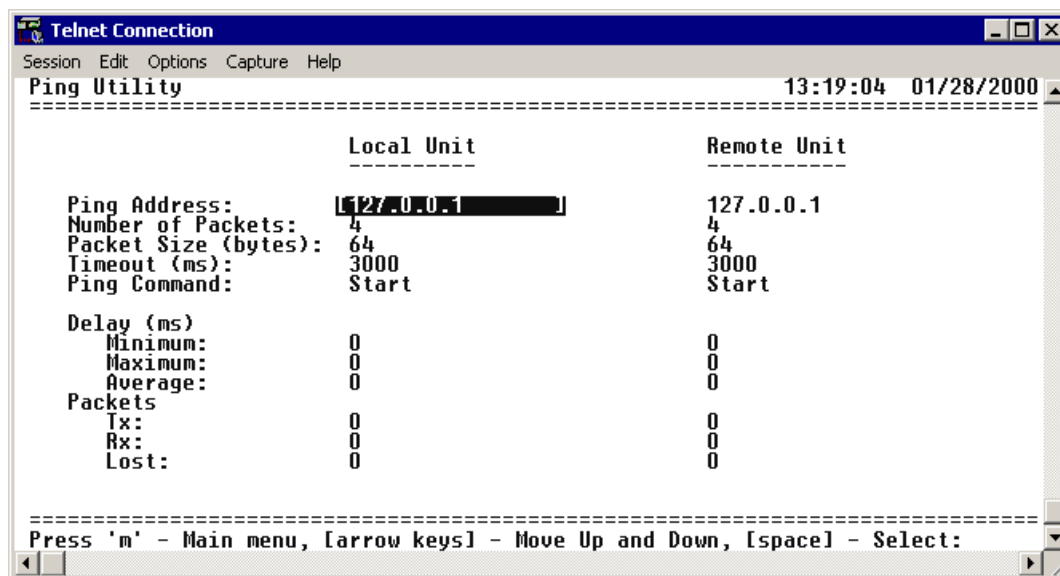 Telnet Connection
Session Edit Options Capture Help
Ping Utility 13:19:04 01/28/2000
===============================================================================
Local Unit Remote Unit
---------- -----------
Ping Address: [127.0.0.1 ] 127.0.0.1
Number of Packets: 4 4
Packet Size (bytes): 64 64
Timeout (ms): 3000 3000
Ping Command: Start Start
Delay (ms)
Minimum: 0 0
Maximum: 0 0
Average: 0 0
Packets
Tx: 0 0
Rx: 0 0
Lost: 0 0
===============================================================================
Press 'm' - Main menu, [arrow keys] - Move Up and Down, [space] - Select: